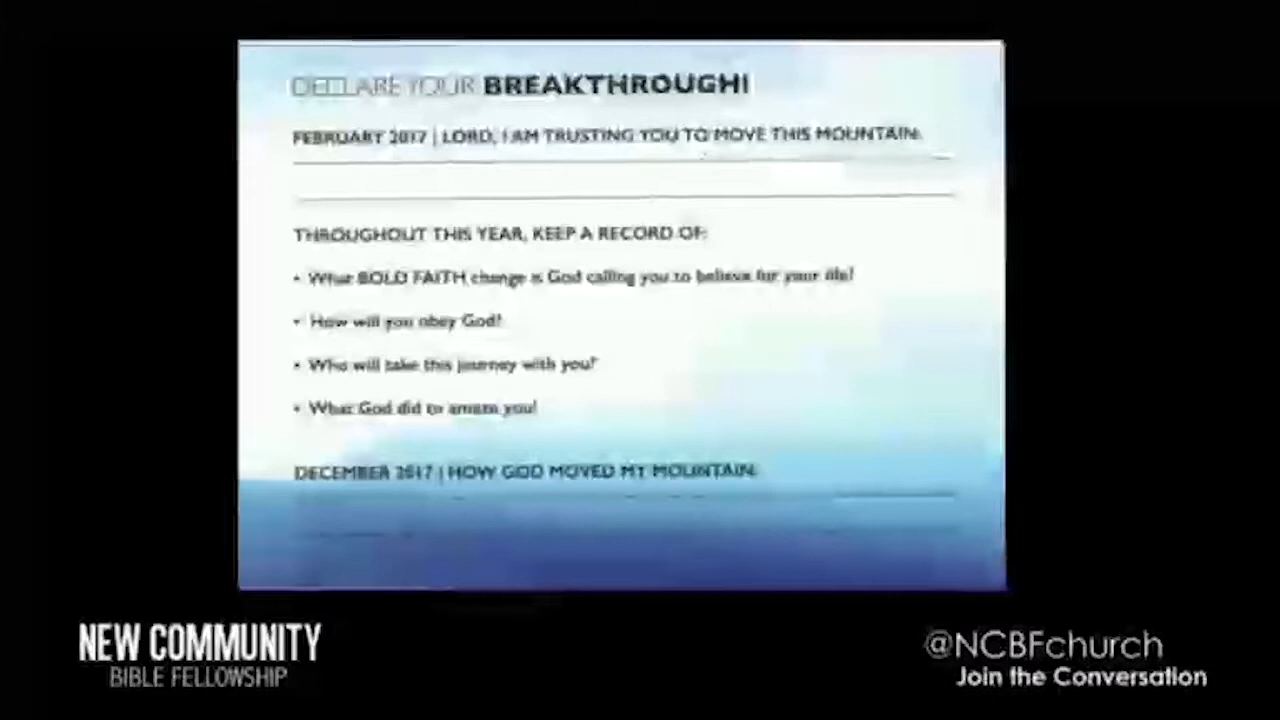 DECLARE YOUR BREAKTHROUGH!
FEBRUARY 2017 | LORD, I AM TRUSTING YOU TO MOVE THIS MOUNTAIN:
THROUGHOUT THIS YEAR, KEEP A RECORD OF:
• What BOLD FAITH change is God calling you to believe for your life?
• How will you obey God?
• Who will take this journey with you?
• What God did to amaze you!
DECEMBER 2017 | HOW GOD MOVED MY MOUNTAIN:
NEW COMMUNITY
BIBLE FELLOWSHIP
@NCBFchurch
Join the Conversation